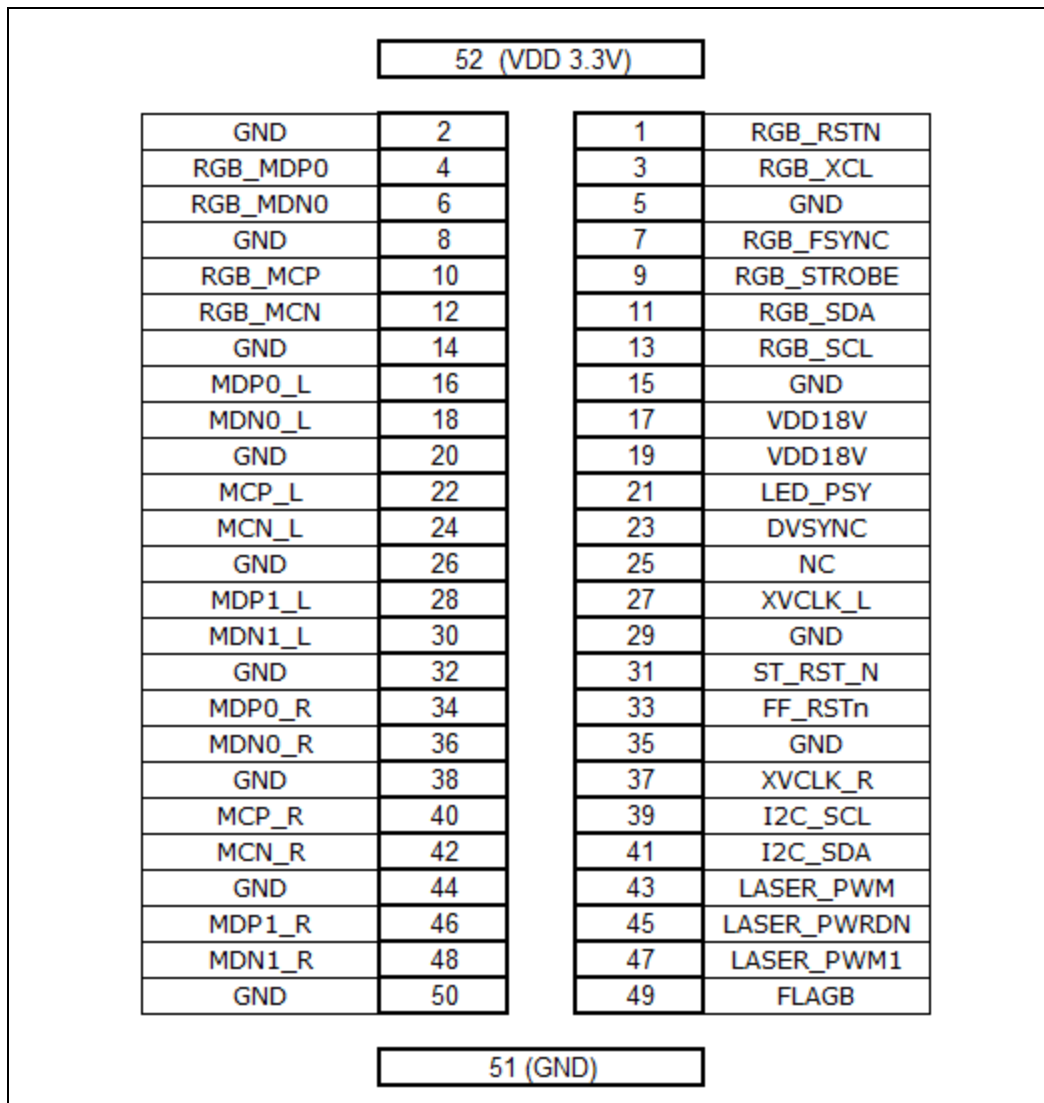 52 (VDD 3.3V)
GND 2 1 RGB_RSTN
RGB_MDP0 4 3 RGB_XCL
RGB_MDN0 6 5 GND
GND 8 7 RGB_FSYNC
RGB_MCP 10 9 RGB_STROBE
RGB_MCN 12 11 RGB_SDA
GND 14 13 RGB_SCL
MDP0_L 16 15 GND
MDN0_L 18 17 VDD18V
GND 20 19 VDD18V
MCP_L 22 21 LED_PSY
MCN_L 24 23 DVSYNC
GND 26 25 NC
MDP1_L 28 27 XVCLK_L
MDN1_L 30 29 GND
GND 32 31 ST_RST_N
MDP0_R 34 33 FF_RSTn
MDN0_R 36 35 GND
GND 38 37 XVCLK_R
MCP_R 40 39 I2C_SCL
MCN_R 42 41 I2C_SDA
GND 44 43 LASER_PWM
MDP1_R 46 45 LASER_PWRDN
MDN1_R 48 47 LASER_PWM1
GND 50 49 FLAGB
51 (GND)